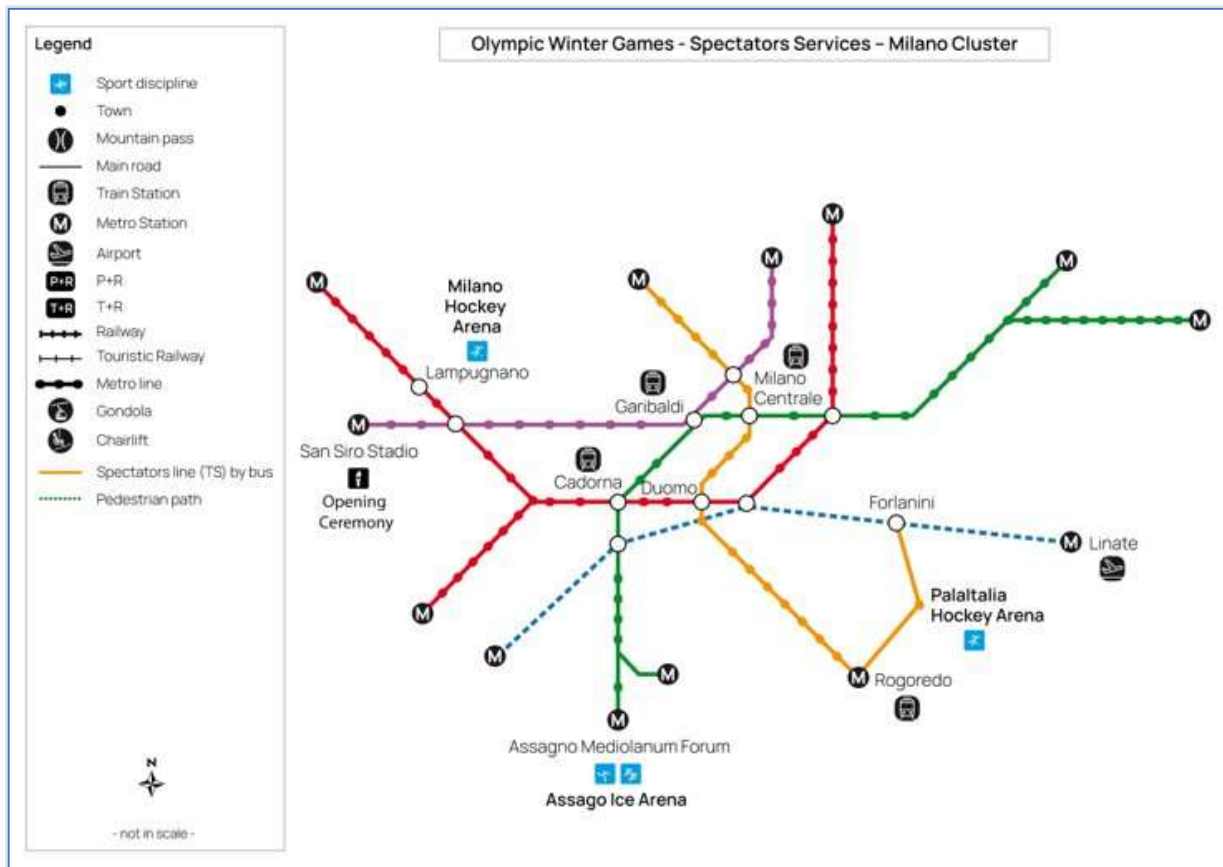 Legend
Sport discipline
Town
Mountain pass
Main road
Train Station
M
Metro Station
Airport
P+R
P+R
T+R
T+R
Railway
Touristic Railway
Metro line
Gondola
Chairlift
Spectators line (TS) by bus
Pedestrian path
N
- not in scale -
Olympic Winter Games - Spectators Services – Milano Cluster
M
M
M
M
M
M
Milano
Hockey
Arena
Lampugnano
Milano
Centrale
Garibaldi
M
San Siro Stadio
Opening
Ceremony
Cadorna
Duomo
Forlanini
M
Linate
PalaItalia
Hockey Arena
M
M
M
Rogoredo
M
M
Assagno Mediolanum Forum
Assago Ice Arena